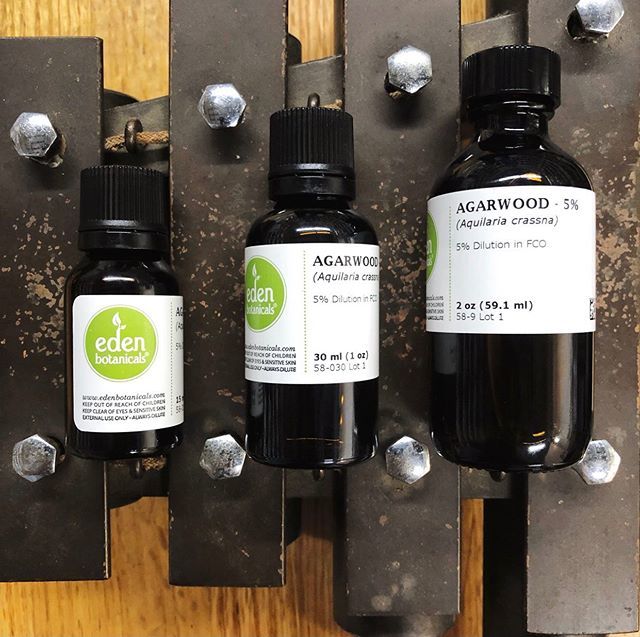 eden
botanicals®
www.edenbotanicals.com
KEEP OUT OF REACH OF CHILDREN
KEEP CLEAR OF EYES & SENSITIVE SKIN
EXTERNAL USE ONLY - ALWAYS DILUTE
15
AGARWOOD
(Aquilaria crassna
5% Dilution in FCO
eden
botanicals®
30 ml (1 oz)
58-030 Lot 1
AGARWOOD - 5%
(Aquilaria crassna)
5% Dilution in FCO
2 oz (59.1 ml)
58-9 Lot 1